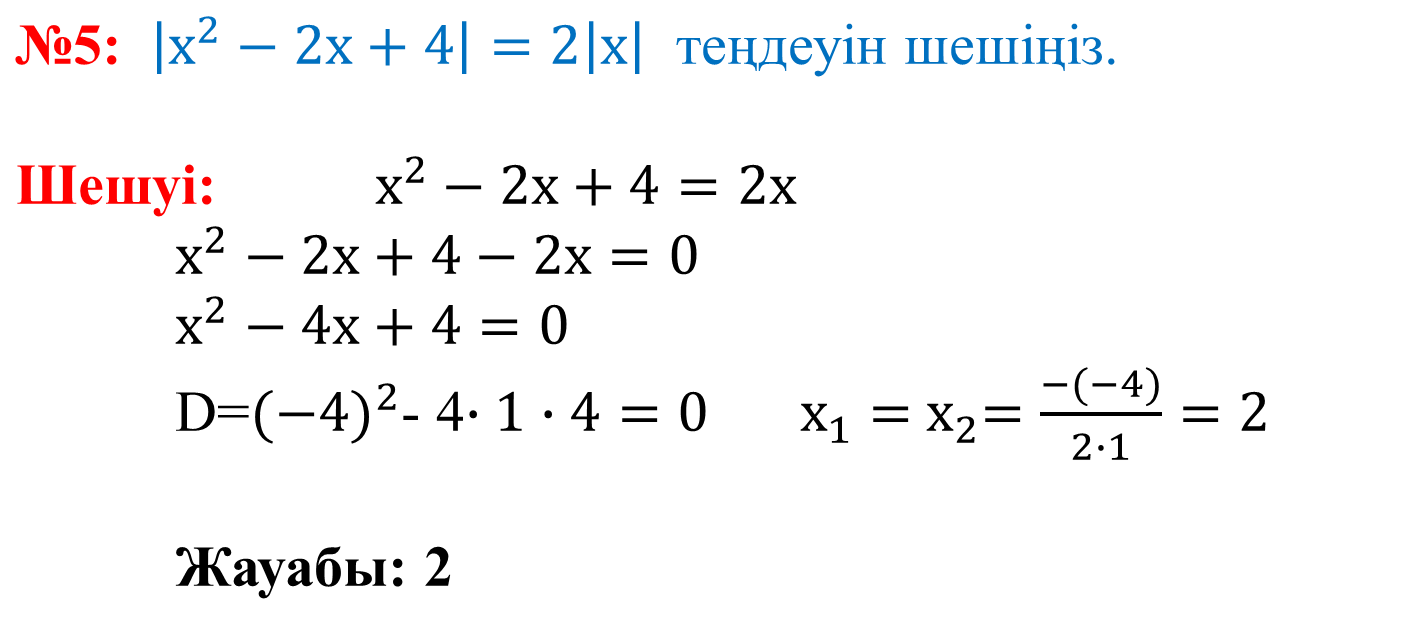 №5: |x² − 2x + 4| = 2|x| теңдеуін шешіңіз.
Шешуі: x² − 2x + 4 = 2x
x² − 2x + 4 − 2x = 0
x² − 4x + 4 = 0
D=(−4)²- 4· 1 · 4 = 0 x₁ = x₂= −(−4)/2·1 = 2
Жауабы: 2